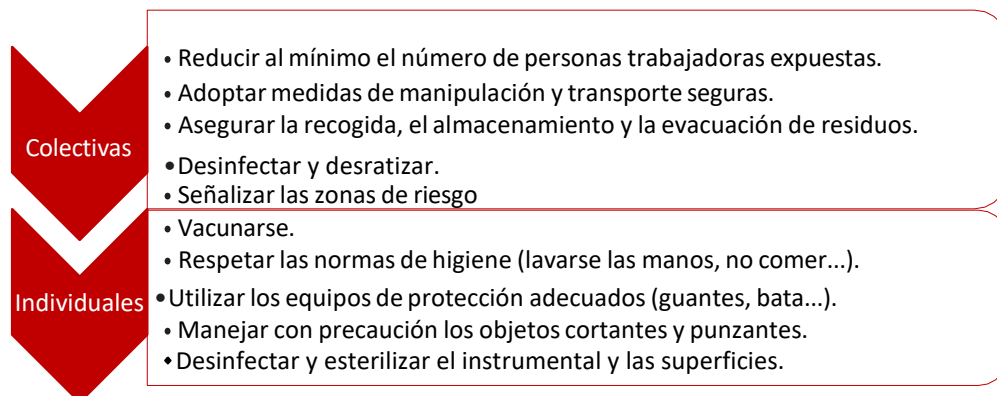 Colectivas
• Reducir al mínimo el número de personas trabajadoras expuestas.
• Adoptar medidas de manipulación y transporte seguras.
• Asegurar la recogida, el almacenamiento y la evacuación de residuos.
•Desinfectar y desratizar.
• Señalizar las zonas de riesgo
Individuales
• Vacunarse.
• Respetar las normas de higiene (lavarse las manos, no comer...).
•Utilizar los equipos de protección adecuados (guantes, bata...).
• Manejar con precaución los objetos cortantes y punzantes.
•Desinfectar y esterilizar el instrumental y las superficies.